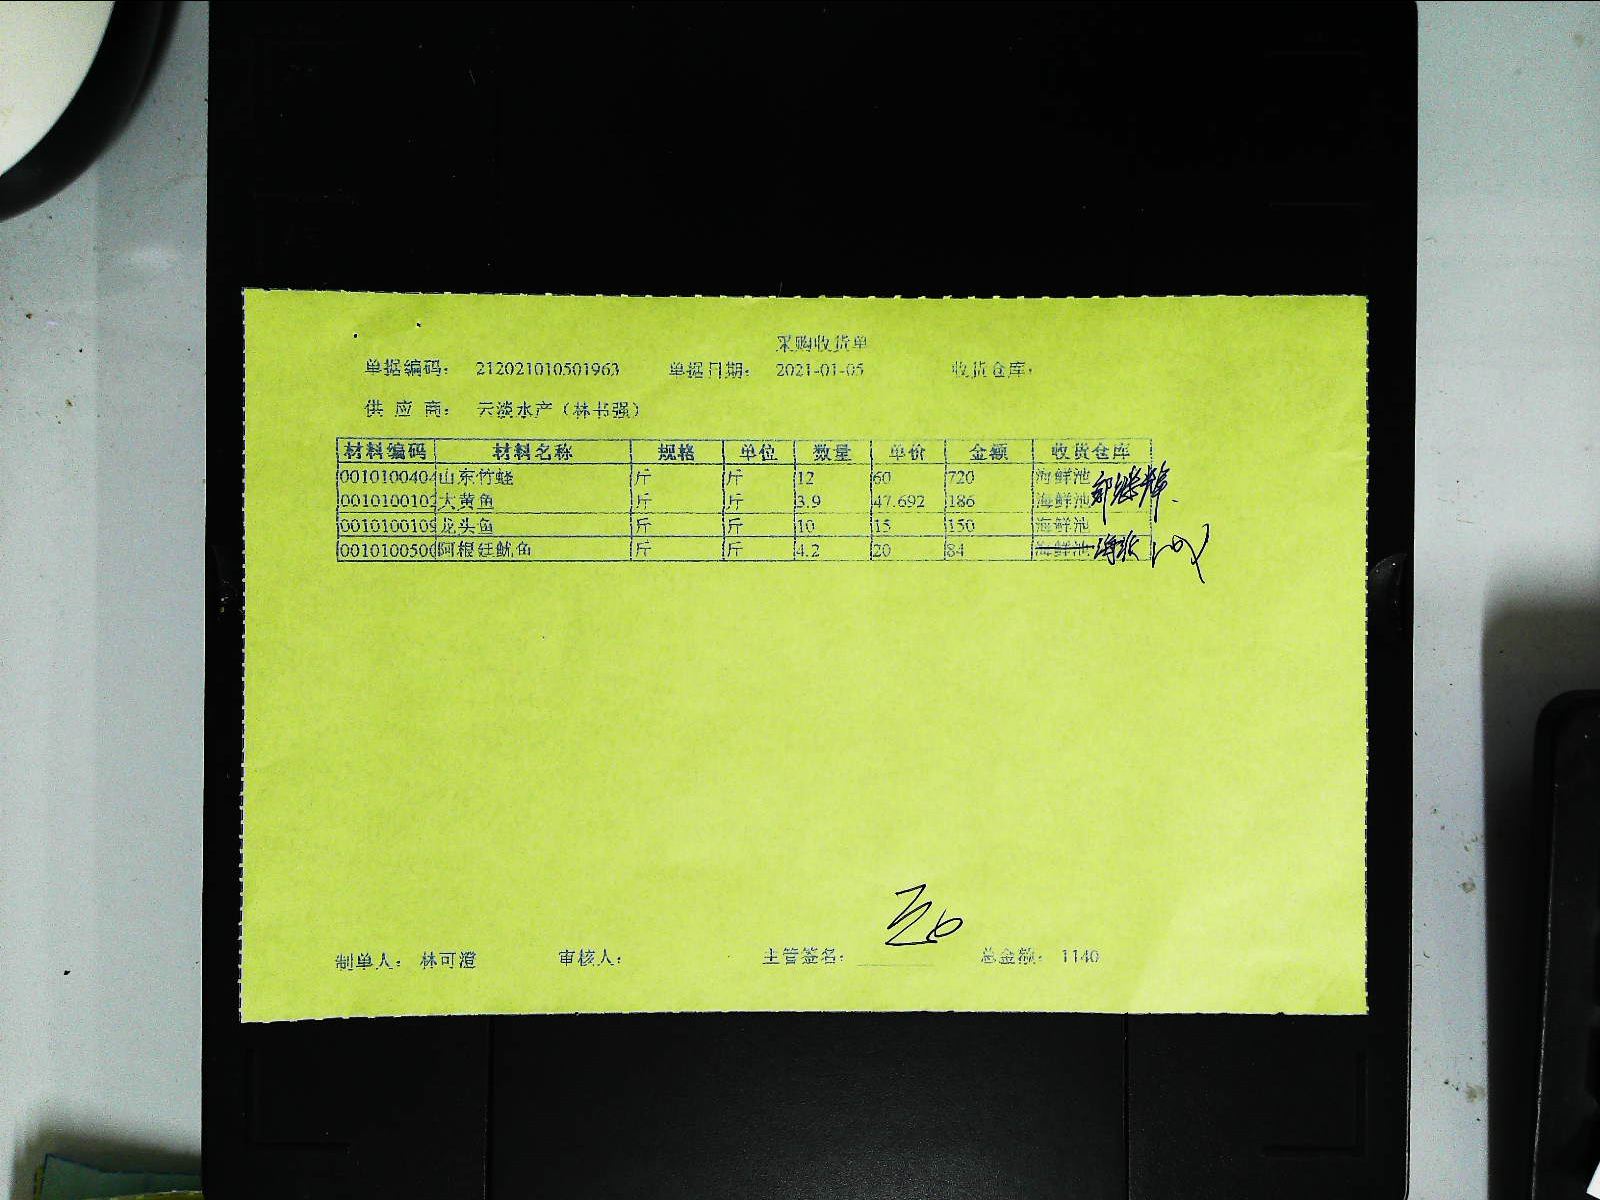 采购收货单
单据编码： 212021010501963 单据日期： 2021-01-05 收货仓库：
供 应 商： 云淡水产（林书强）
材料编码 材料名称 规格 单位 数量 单价 金额 收货仓库
0010100404 山东竹蛏 斤 斤 12 60 720 海鲜池
0010100102 大黄鱼 斤 斤 3.9 47.692 186 海鲜池
0010100109 龙头鱼 斤 斤 10 15 150 海鲜池
0010100500 阿根廷鱿鱼 斤 斤 4.2 20 84 海鲜池
制单人： 林可澄 审核人： 主管签名： 总金额： 1140